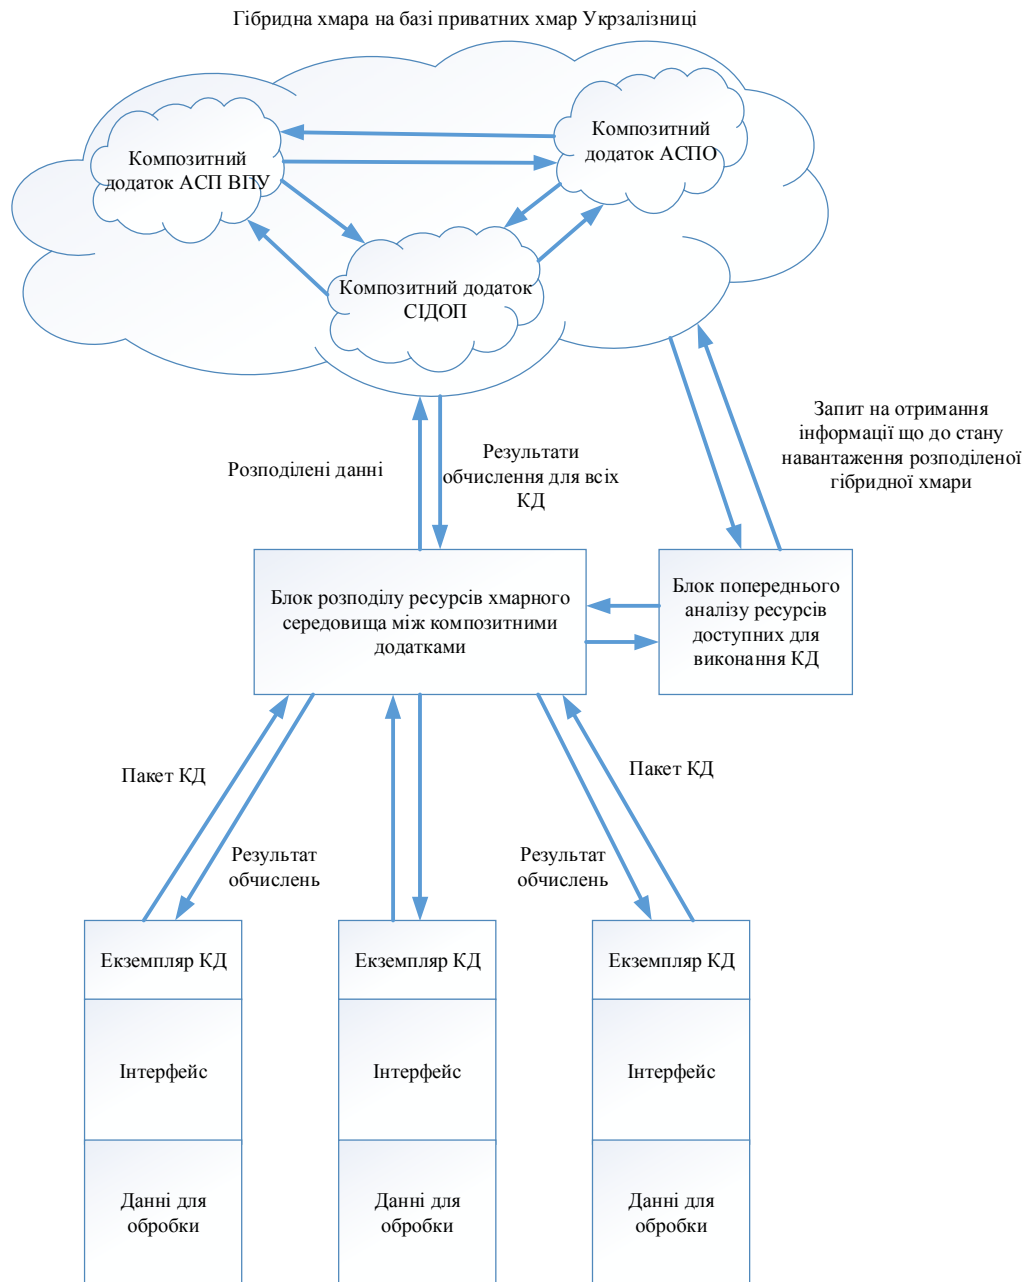 Гібридна хмара на базі приватних хмар Укрзалізниці
Композитний
додаток АСП ВПУ
Композитний
додаток АСПО
Композитний додаток
СІДОП
Розподілені данні
Результати
обчислення для всіх
КД
Запит на отримання
інформації що до стану
навантаження розподіленої
гібридної хмари
Блок розподілу ресурсів хмарного
середовища між композитними
додатками
Блок попереднього
аналізу ресурсів
доступних для
виконання КД
Пакет КД
Результат
обчислень
Пакет КД
Результат
обчислень
Екземпляр КД
Інтерфейс
Данні для
обробки
Екземпляр КД
Інтерфейс
Данні для
обробки
Екземпляр КД
Інтерфейс
Данні для
обробки